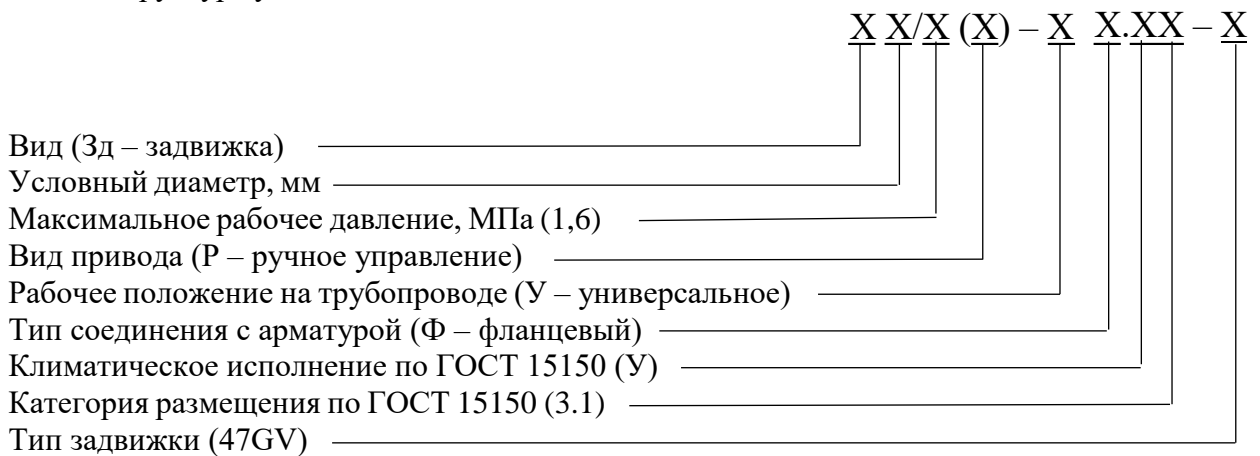 Х Х/Х (Х) – Х Х.ХХ – Х
Вид (Зд – задвижка)
Условный диаметр, мм
Максимальное рабочее давление, МПа (1,6)
Вид привода (Р – ручное управление)
Рабочее положение на трубопроводе (У – универсальное)
Тип соединения с арматурой (Ф – фланцевый)
Климатическое исполнение по ГОСТ 15150 (У)
Категория размещения по ГОСТ 15150 (3.1)
Тип задвижки (47GV)